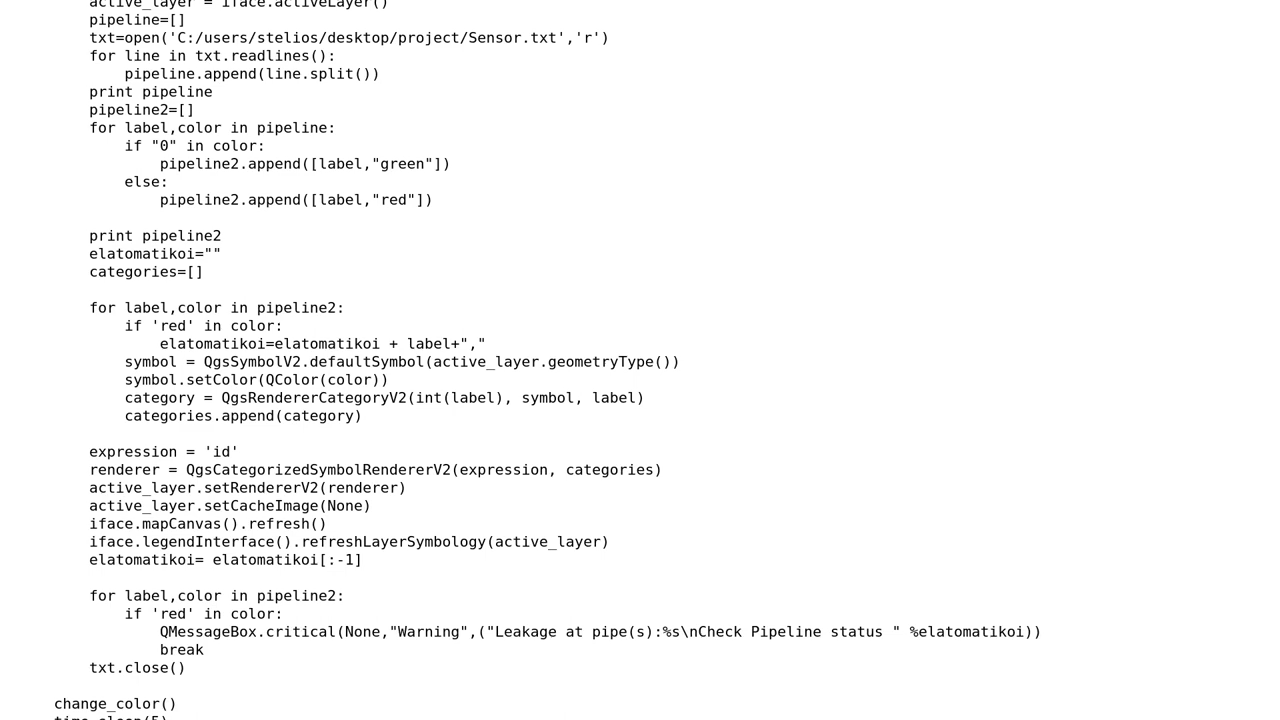 active_layer = iface.activeLayer()
pipeline=[]
txt=open('C:/users/stelios/desktop/project/Sensor.txt','r')
for line in txt.readlines():
pipeline.append(line.split())
print pipeline
pipeline2=[]
for label,color in pipeline:
if "0" in color:
pipeline2.append([label,"green"])
else:
pipeline2.append([label,"red"])
print pipeline2
elatomatikoi=""
categories=[]
for label,color in pipeline2:
if 'red' in color:
elatomatikoi=elatomatikoi + label+","
symbol = QgsSymbolV2.defaultSymbol(active_layer.geometryType())
symbol.setColor(QColor(color))
category = QgsRendererCategoryV2(int(label), symbol, label)
categories.append(category)
expression = 'id'
renderer = QgsCategorizedSymbolRendererV2(expression, categories)
active_layer.setRendererV2(renderer)
active_layer.setCacheImage(None)
iface.mapCanvas().refresh()
iface.legendInterface().refreshLayerSymbology(active_layer)
elatomatikoi= elatomatikoi[:-1]
for label,color in pipeline2:
if 'red' in color:
QMessageBox.critical(None,"Warning",("Leakage at pipe(s):%s\nCheck Pipeline status " %elatomatikoi))
break
txt.close()
change_color()
time.sleep(5)